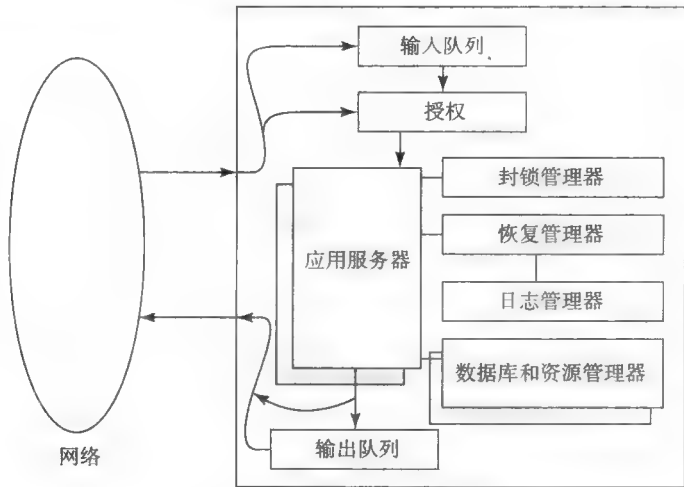 输入队列
授权
封锁管理器
应用服务器
恢复管理器
日志管理器
数据库和资源管理器
输出队列
网络